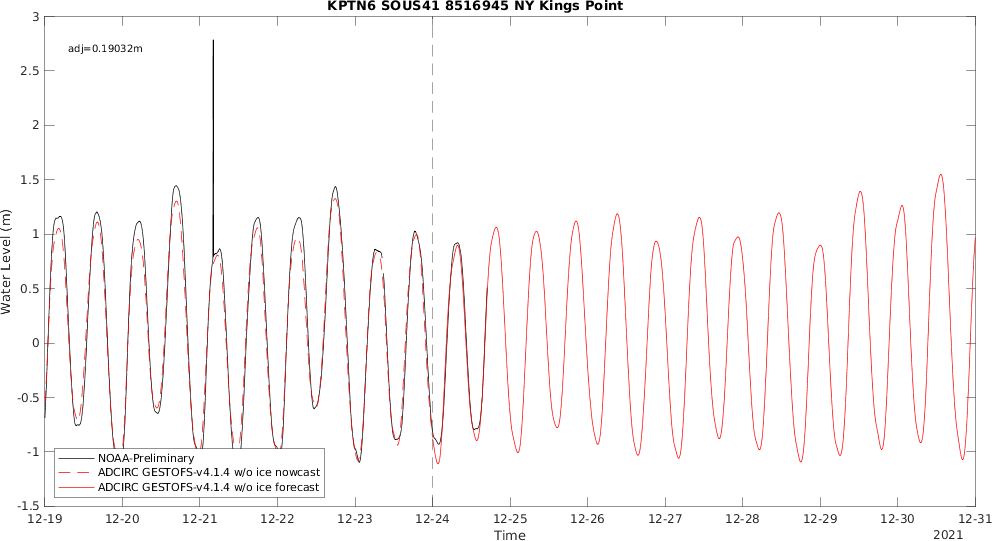 KPTN6 SOUS41 8516945 NY Kings Point
adj=0.19032m
Water Level (m)
3
2.5
2
1.5
1
0.5
0
-0.5
-1
-1.5
NOAA-Preliminary
ADCIRC GESTOFS-v4.1.4 w/o ice nowcast
ADCIRC GESTOFS-v4.1.4 w/o ice forecast
12-19 12-20 12-21 12-22 12-23 12-24 12-25 12-26 12-27 12-28 12-29 12-30 12-31
Time
2021